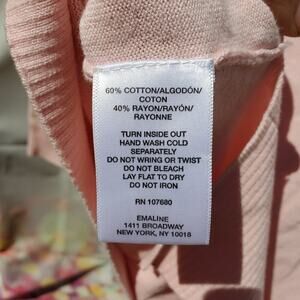 60% COTTON/ALGODÓN/
COTON
40% RAYON/RAYÓN/
RAYONNE
TURN INSIDE OUT
HAND WASH COLD
SEPARATELY
DO NOT WRING OR TWIST
DO NOT BLEACH
LAY FLAT TO DRY
DO NOT IRON
RN 107680
EMALINE
1411 BROADWAY
NEW YORK, NY 10018